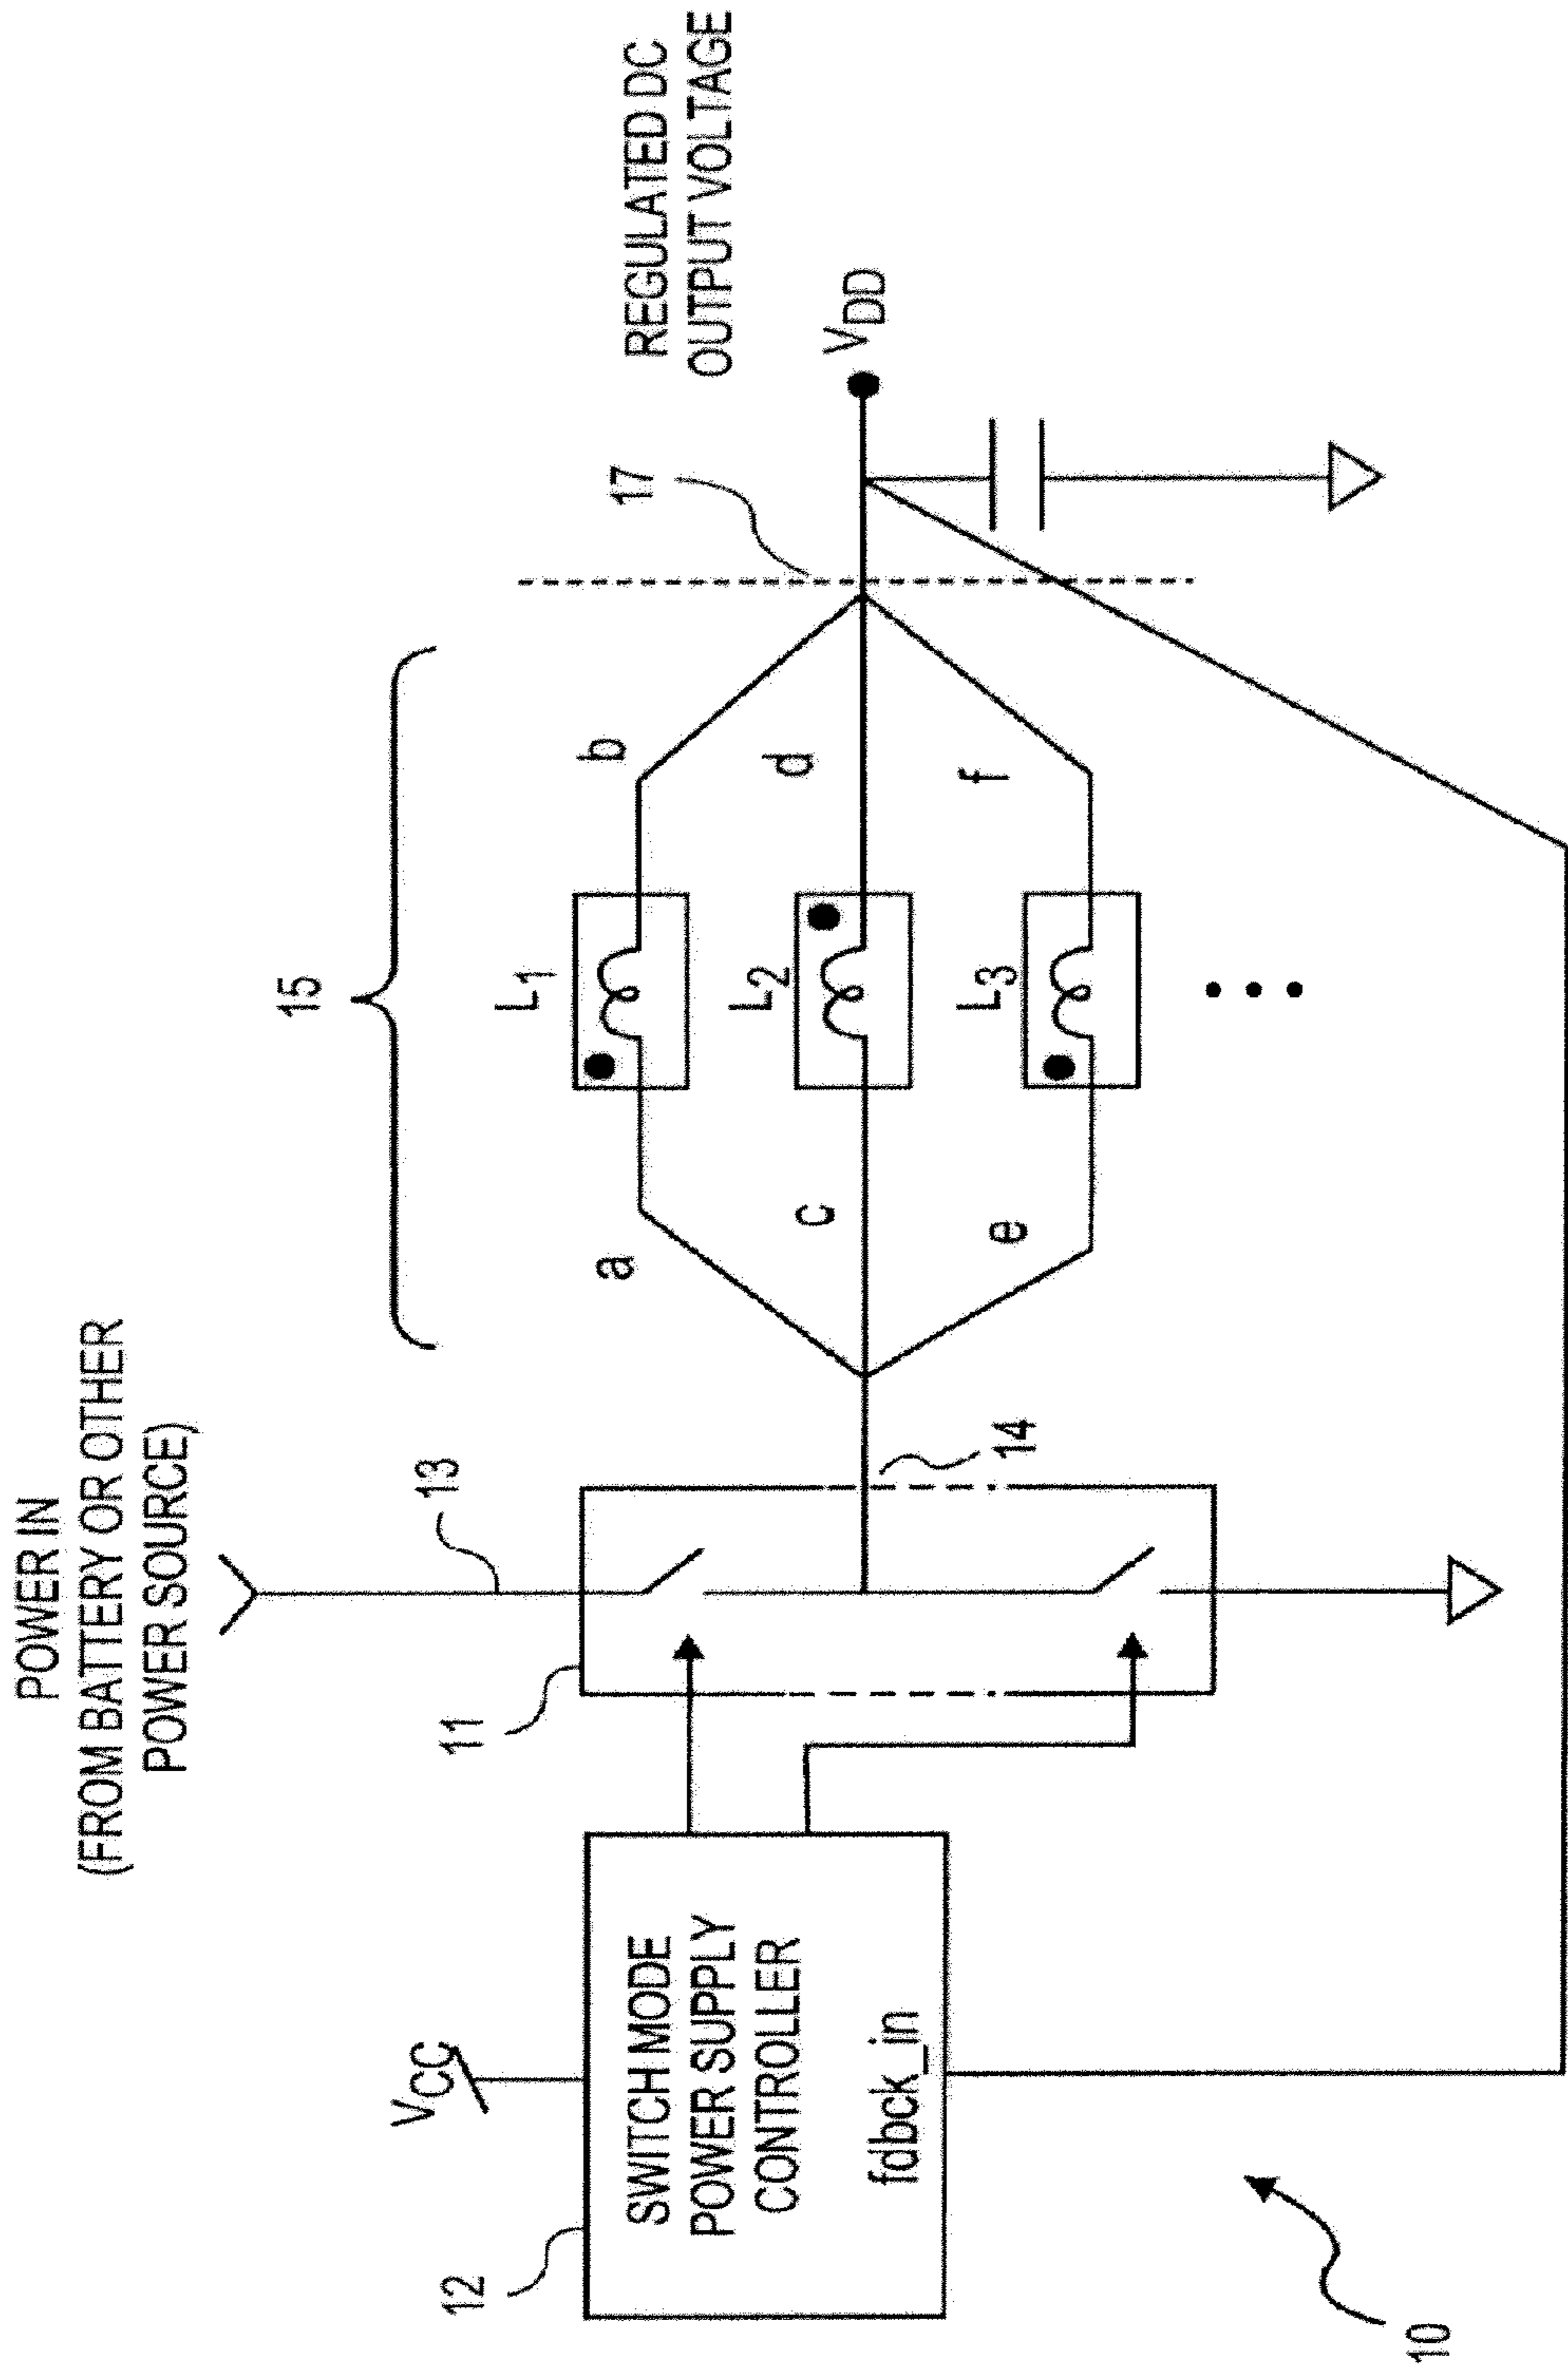 POWER IN
(FROM BATTERY OR OTHER
POWER SOURCE)
REGULATED DC
OUTPUT VOLTAGE
15
13
17
VCC
12
11
L1
a
b
VDD
SWITCH MODE
POWER SUPPLY
CONTROLLER
fdbck_in
L2
c
d
14
L3
e
f
10